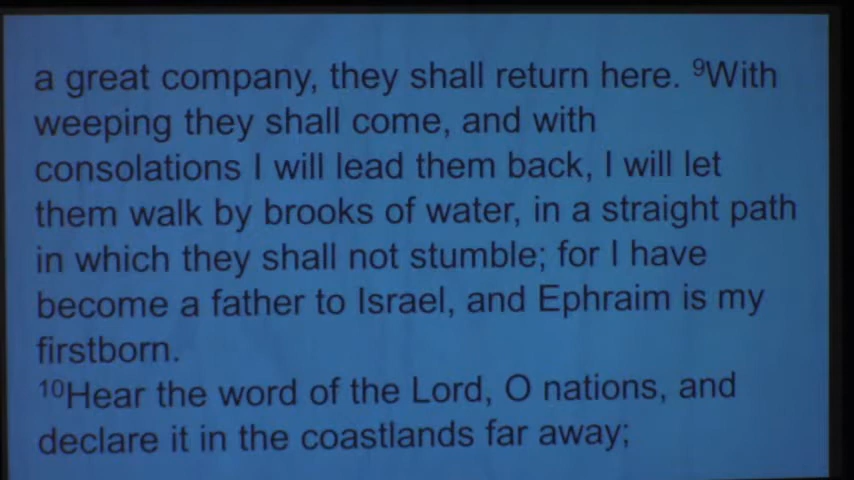 a great company, they shall return here. ⁹With
weeping they shall come, and with
consolations I will lead them back, I will let
them walk by brooks of water, in a straight path
in which they shall not stumble; for I have
become a father to Israel, and Ephraim is my
firstborn.
¹⁰Hear the word of the Lord, O nations, and
declare it in the coastlands far away;